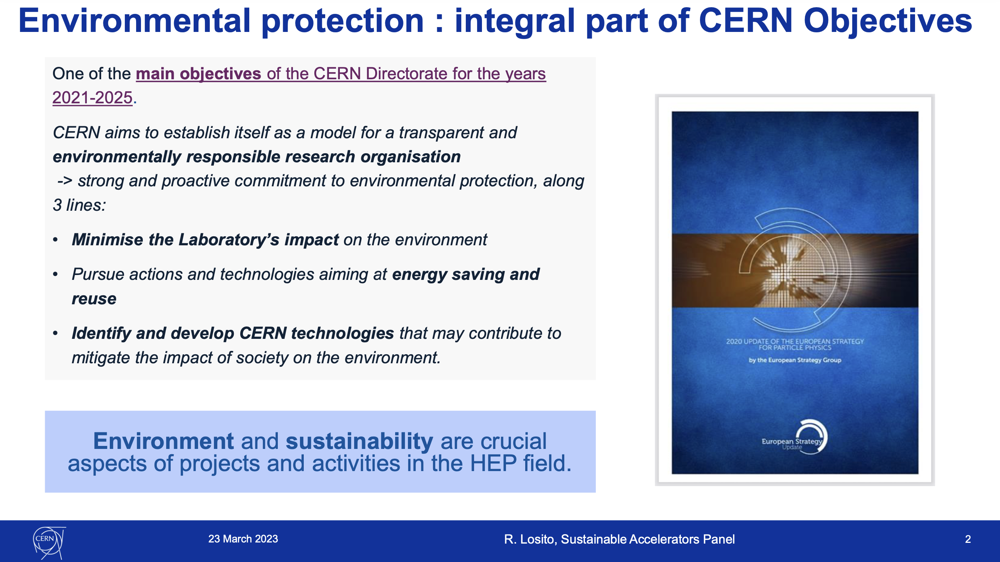 Environmental protection : integral part of CERN Objectives
One of the main objectives of the CERN Directorate for the years
2021-2025.
CERN aims to establish itself as a model for a transparent and
environmentally responsible research organisation
-> strong and proactive commitment to environmental protection, along
3 lines:
• Minimise the Laboratory’s impact on the environment
• Pursue actions and technologies aiming at energy saving and
reuse
• Identify and develop CERN technologies that may contribute to
mitigate the impact of society on the environment.
Environment and sustainability are crucial
aspects of projects and activities in the HEP field.
2020 UPDATE OF THE EUROPEAN STRATEGY
FOR PARTICLE PHYSICS
by the European Strategy Group
European Strategy
Update
CERN
23 March 2023
R. Losito, Sustainable Accelerators Panel
2